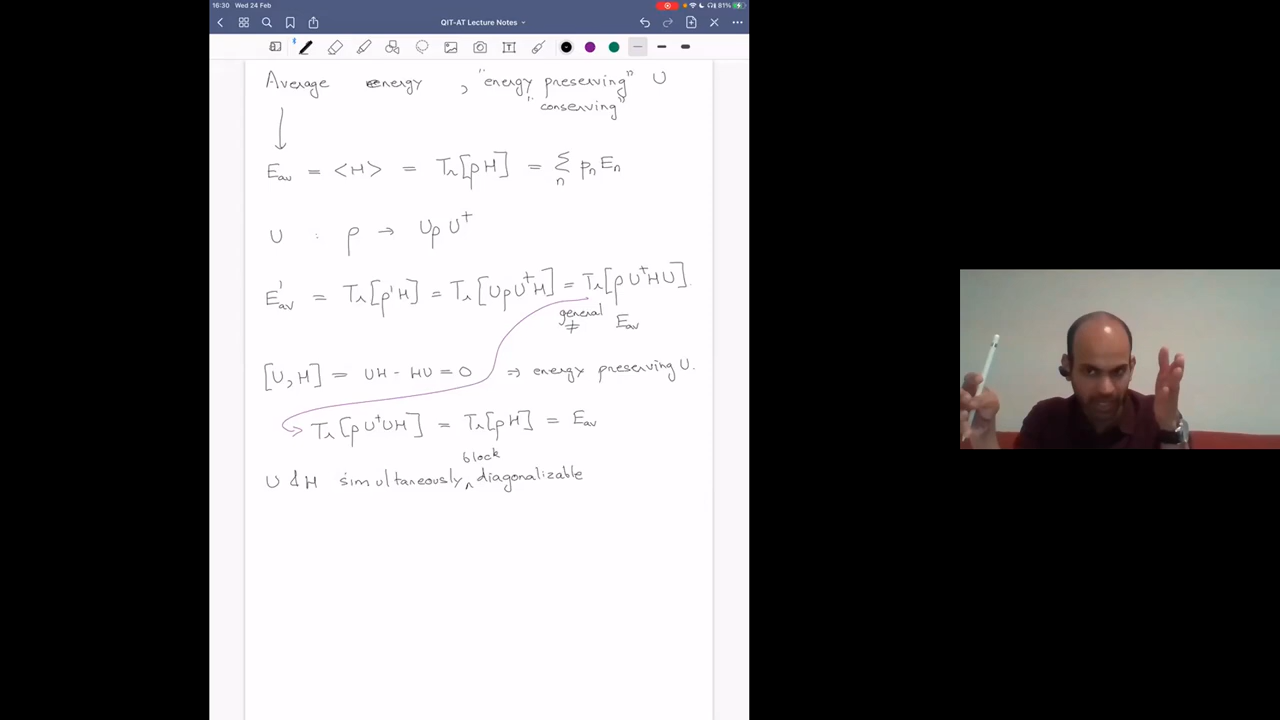 16:30 Wed 24 Feb
81%
QIT-AT Lecture Notes
Average energy , "energy preserving" U
"conserving"
E_av = <H> = Tr[ρH] = Σ_n p_n E_n
U : ρ → UρU†
E'_av = Tr[ρ'H] = Tr[UρU†H] = Tr[ρU†HU].
general
≠ E_av
[U,H] = UH - HU = 0 ⇒ energy preserving U.
Tr[ρU†UH] = Tr[ρH] = E_av
block
U & H simultaneously ∧ diagonalizable